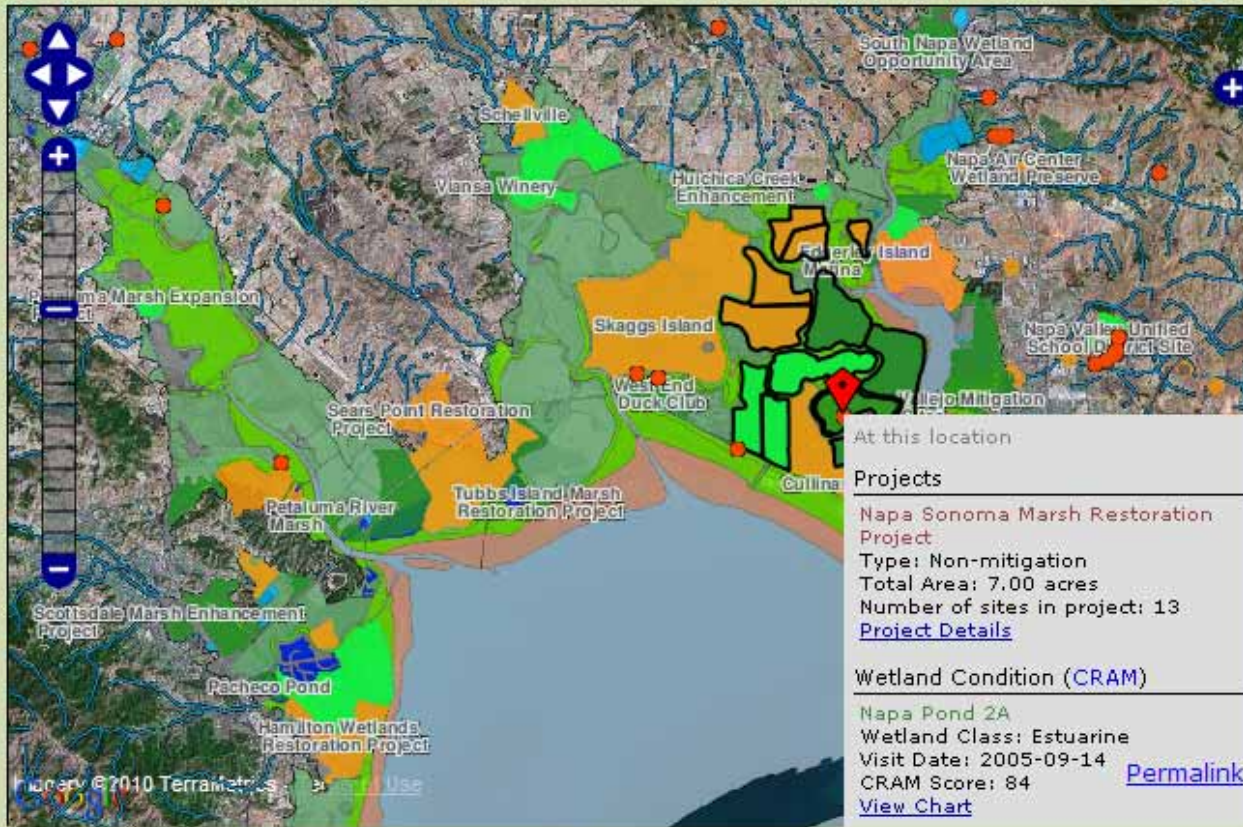 South Napa Wetland
Opportunity Area
Schellville
Napa Air Center
Wetland Preserve
Viansa Winery
Hulchica Creek
Enhancement
Edgerley Island
Marina
Marsh Expansion
Project
Skaggs Island
Napa Valley Unified
School District Site
West End
Duck Club
Vallejo Mitigation
Sears Point Restoration
Project
Tubbs Island Marsh
Restoration Project
Petaluma River
Marsh
Cullina
Scottsdale Marsh Enhancement
Project
Pacheco Pond
Hamilton Wetlands
Restoration Project
Imagery ©2010 TerraMetrics
Use
At this location
Projects
Napa Sonoma Marsh Restoration
Project
Type: Non-mitigation
Total Area: 7.00 acres
Number of sites in project: 13
Project Details
Wetland Condition (CRAM)
Napa Pond 2A
Wetland Class: Estuarine
Visit Date: 2005-09-14
CRAM Score: 84
View Chart
Permalink